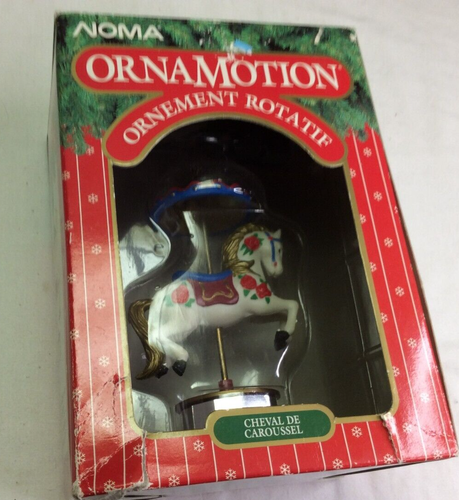 NOMA
ORNAMOTION
ORNEMENT ROTATIF
CHEVAL DE
CAROUSSEL